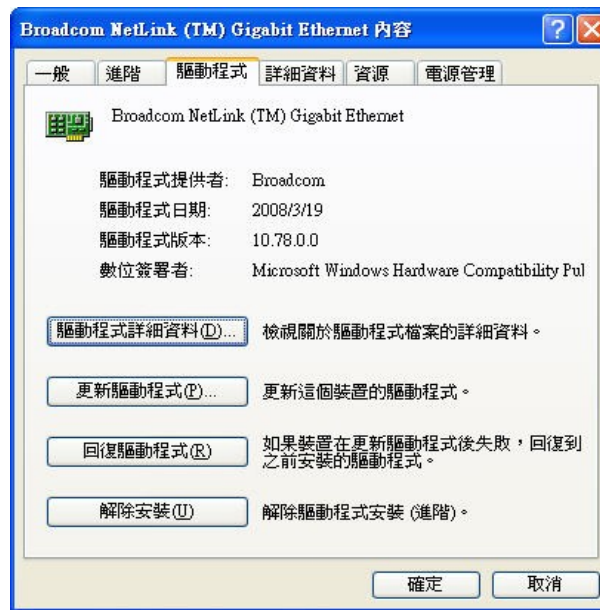 Broadcom NetLink (TM) Gigabit Ethernet 內容
一般 進階 驅動程式 詳細資料 資源 電源管理
Broadcom NetLink (TM) Gigabit Ethernet
驅動程式提供者: Broadcom
驅動程式日期: 2008/3/19
驅動程式版本: 10.78.0.0
數位簽署者: Microsoft Windows Hardware Compatibility Pul
驅動程式詳細資料(D)... 檢視關於驅動程式檔案的詳細資料。
更新驅動程式(P)... 更新這個裝置的驅動程式。
回復驅動程式(R) 如果裝置在更新驅動程式後失敗，回復到
之前安裝的驅動程式。
解除安裝(U) 解除驅動程式安裝 (進階)。
確定 取消